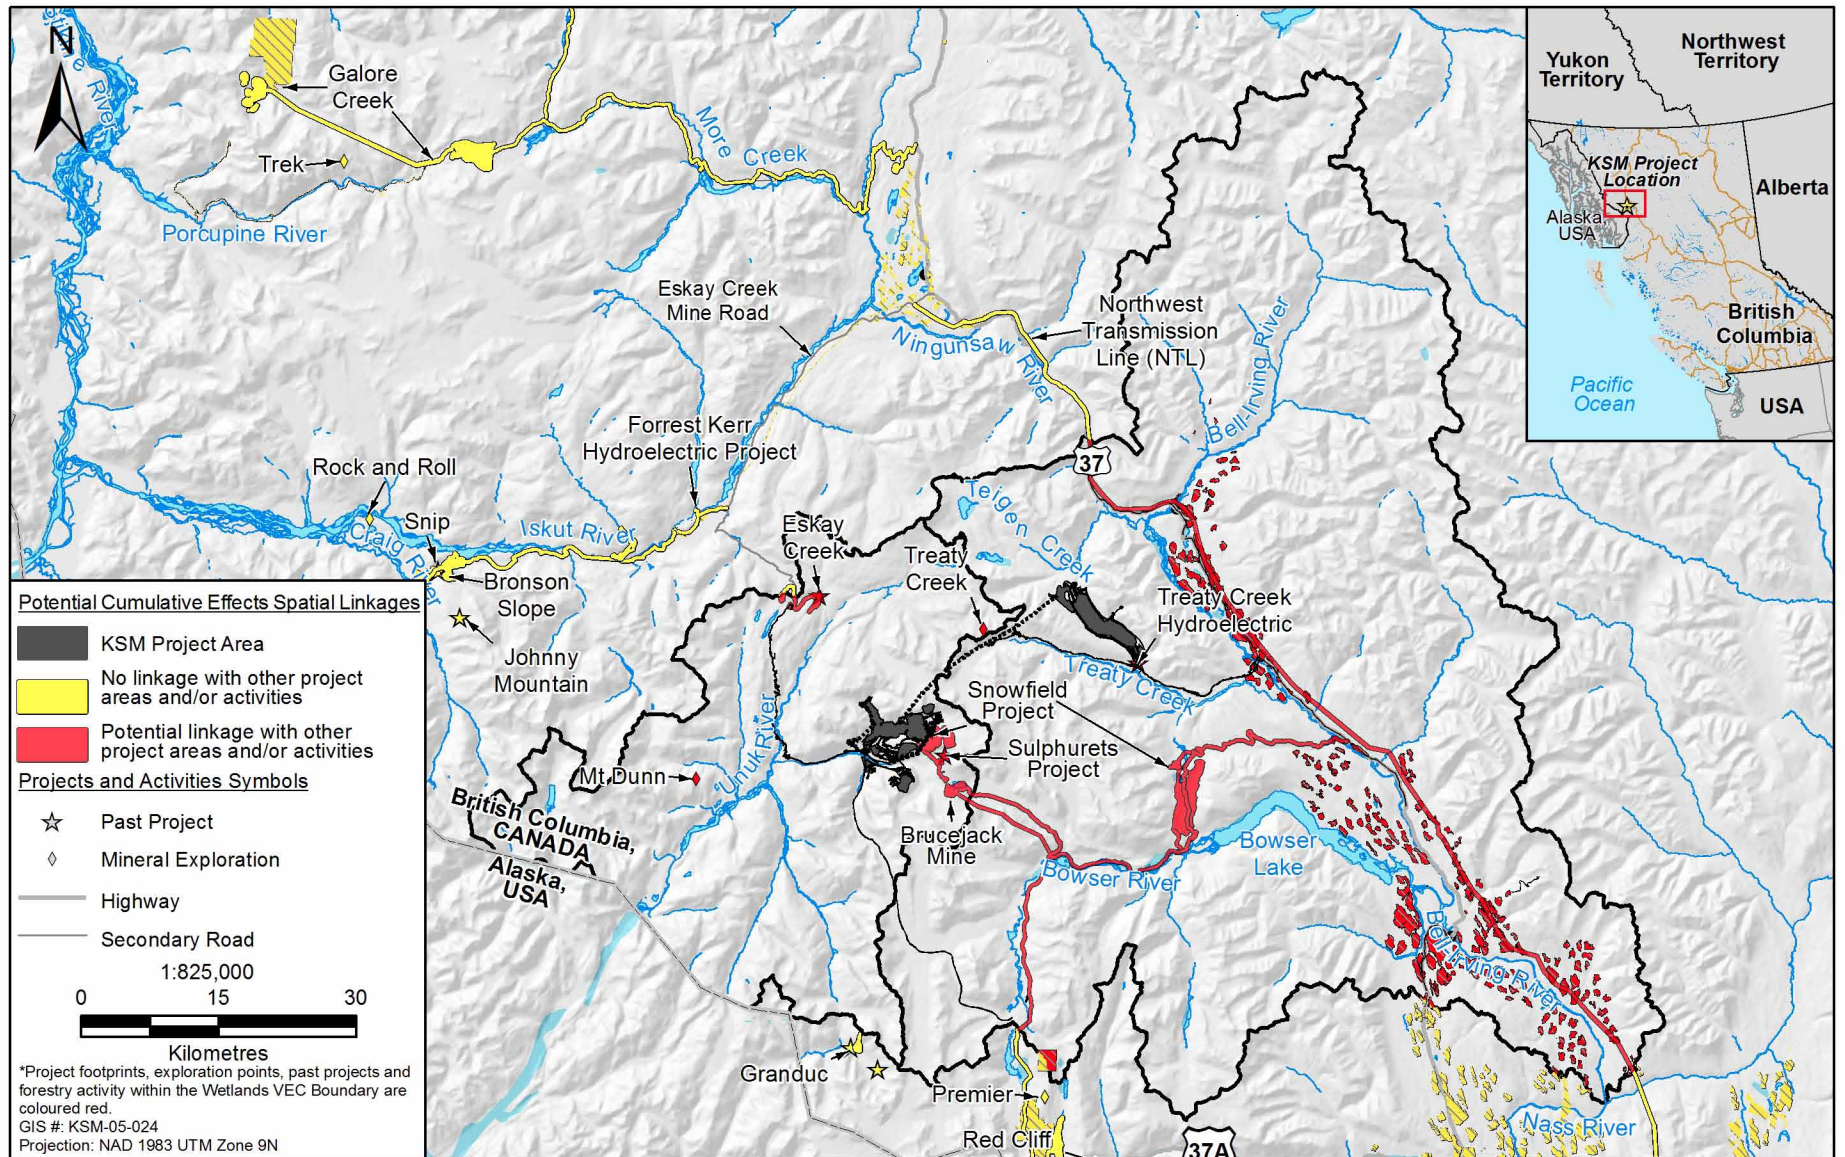 N
Galore
Creek
Trek
More
Creek
Porcupine River
River
Eskay Creek
Mine Road
Ningunsaw River
Northwest
Transmission
Line (NTL)
Bell-Irving River
Forrest Kerr
Hydroelectric Project
37
Rock and Roll
Snip
Iskut River
Craig River
Bronson
Slope
Johnny
Mountain
Eskay
Creek
Teigen Creek
Treaty
Creek
Treaty Creek
Hydroelectric
Treaty Creek
Snowfield
Project
Sulphurets
Project
Unuk River
Mt Dunn
British Columbia,
CANADA
Alaska,
USA
Brucejack
Mine
Bowser River
Bowser
Lake
Bell-Irving River
Granduc
Premier
Red Cliff
37A
Nass River
Yukon
Territory
Northwest
Territory
KSM Project
Location
Alberta
Alaska,
USA
British
Columbia
Pacific
Ocean
USA
Potential Cumulative Effects Spatial Linkages
KSM Project Area
No linkage with other project
areas and/or activities
Potential linkage with other
project areas and/or activities
Projects and Activities Symbols
Past Project
Mineral Exploration
Highway
Secondary Road
1:825,000
0 15 30
Kilometres
*Project footprints, exploration points, past projects and
forestry activity within the Wetlands VEC Boundary are
coloured red.
GIS #: KSM-05-024
Projection: NAD 1983 UTM Zone 9N